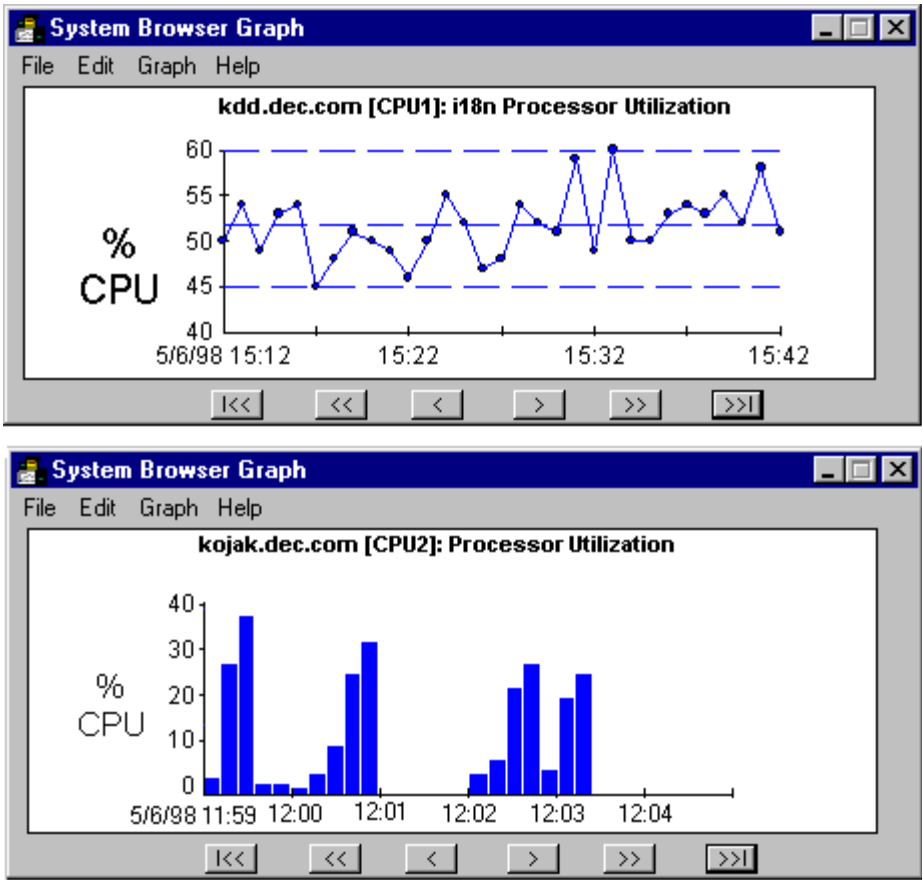 System Browser Graph
File Edit Graph Help
kdd.dec.com [CPU1]: i18n Processor Utilization
60
55
50
45
40
%
CPU
5/6/98 15:12 15:22 15:32 15:42
|<< << < > >> >>|
System Browser Graph
File Edit Graph Help
kojak.dec.com [CPU2]: Processor Utilization
40
30
20
10
0
%
CPU
5/6/98 11:59 12:00 12:01 12:02 12:03 12:04
|<< << < > >> >>|